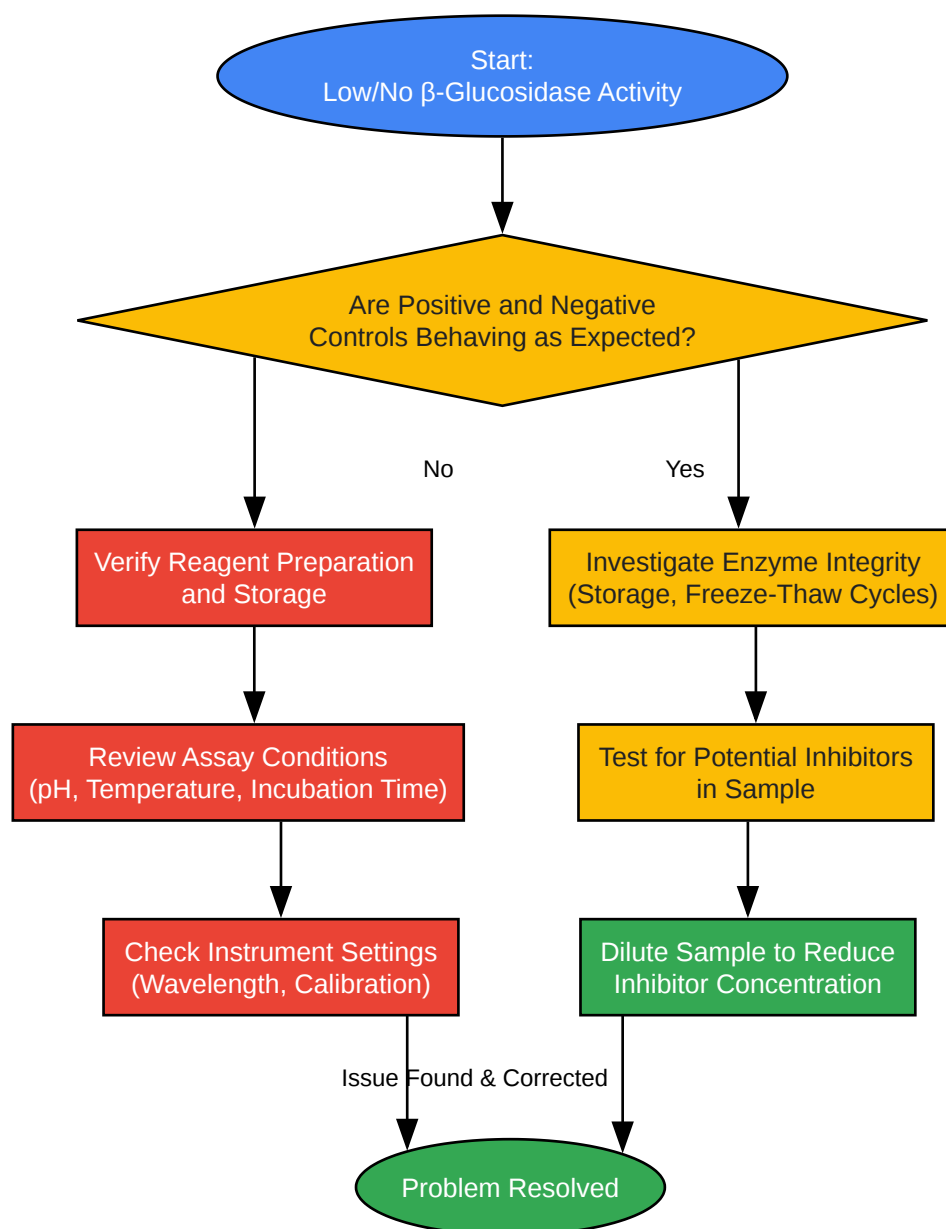 Start:
Low/No β-Glucosidase Activity
Are Positive and Negative
Controls Behaving as Expected?
No
Yes
Verify Reagent Preparation
and Storage
Investigate Enzyme Integrity
(Storage, Freeze-Thaw Cycles)
Review Assay Conditions
(pH, Temperature, Incubation Time)
Test for Potential Inhibitors
in Sample
Check Instrument Settings
(Wavelength, Calibration)
Dilute Sample to Reduce
Inhibitor Concentration
Issue Found & Corrected
Problem Resolved